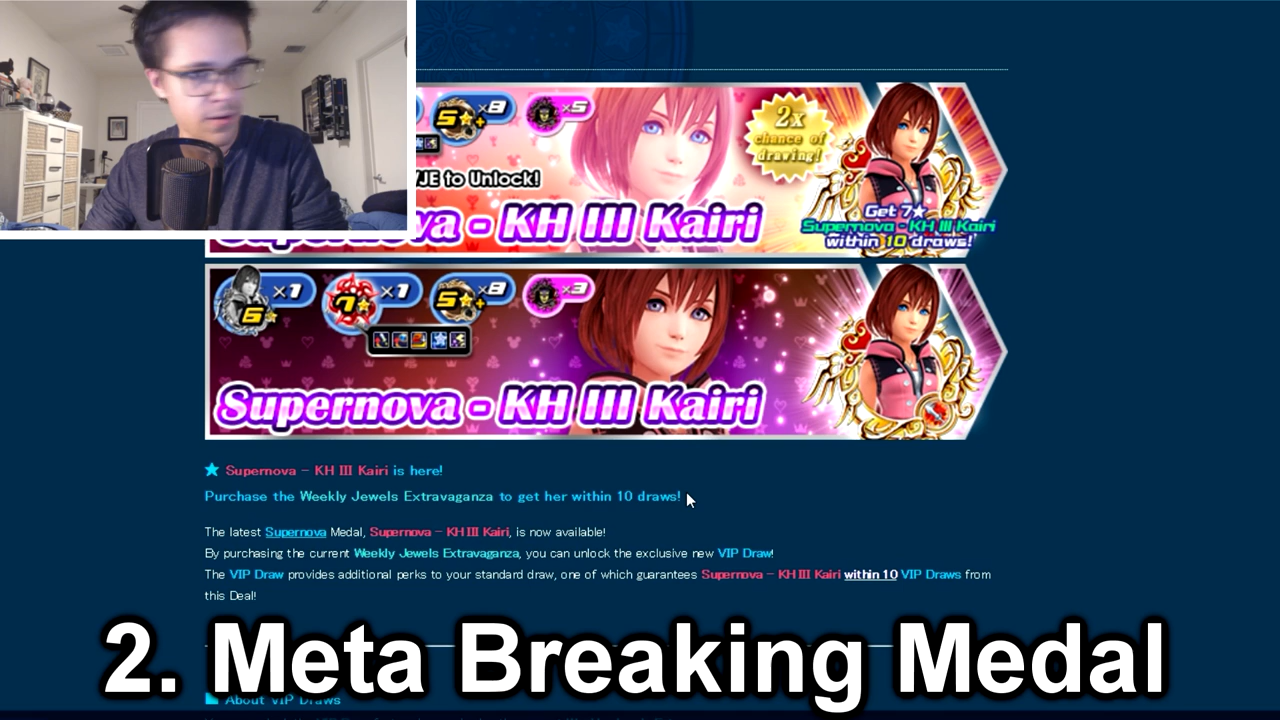 5★+ ×8 ×5
2x
chance of
drawing!
WJE to Unlock!
Supernova - KH III Kairi
Get 7★
Supernova - KH III Kairi
within 10 draws!
6★ ×1 7★ ×1 5★+ ×8 ×3
Supernova - KH III Kairi
★ Supernova - KH III Kairi is here!
Purchase the Weekly Jewels Extravaganza to get her within 10 draws!
The latest Supernova Medal, Supernova - KH III Kairi, is now available!
By purchasing the current Weekly Jewels Extravaganza, you can unlock the exclusive new VIP Draw!
The VIP Draw provides additional perks to your standard draw, one of which guarantees Supernova - KH III Kairi within 10 VIP Draws from
this Deal!
2. Meta Breaking Medal
About VIP Draws